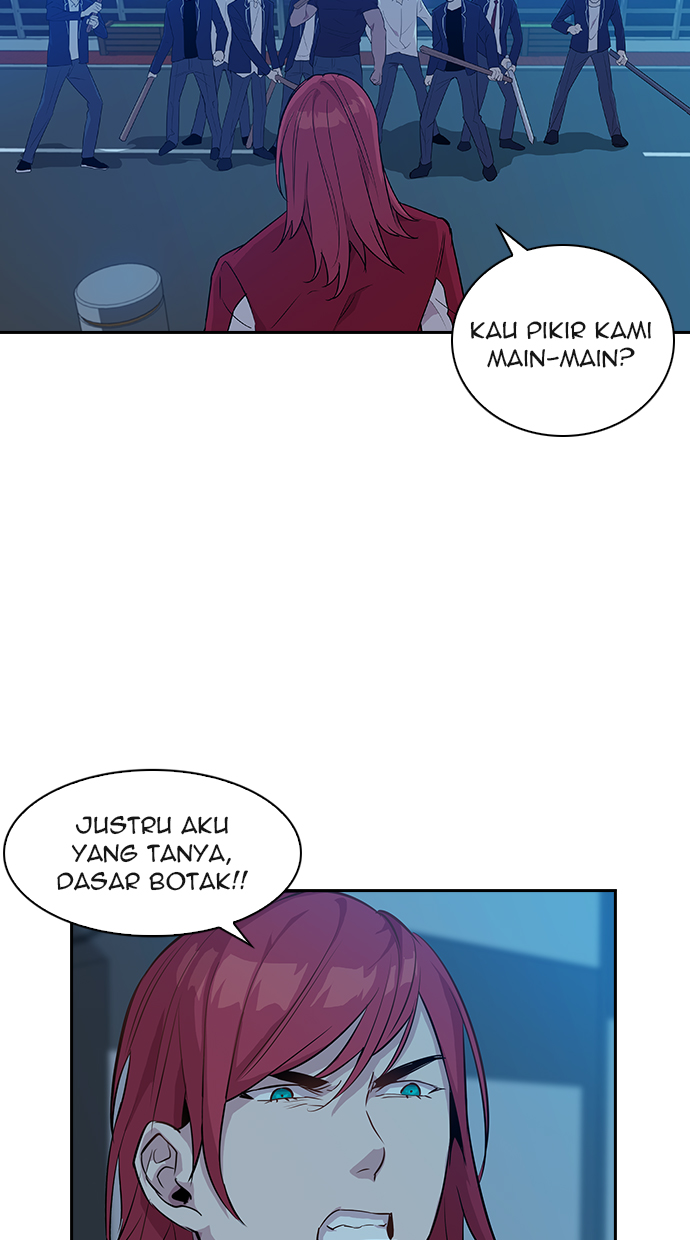 KAU PIKIR KAMI
MAIN-MAIN?
JUSTRU AKU
YANG TANYA,
DASAR BOTAK!!